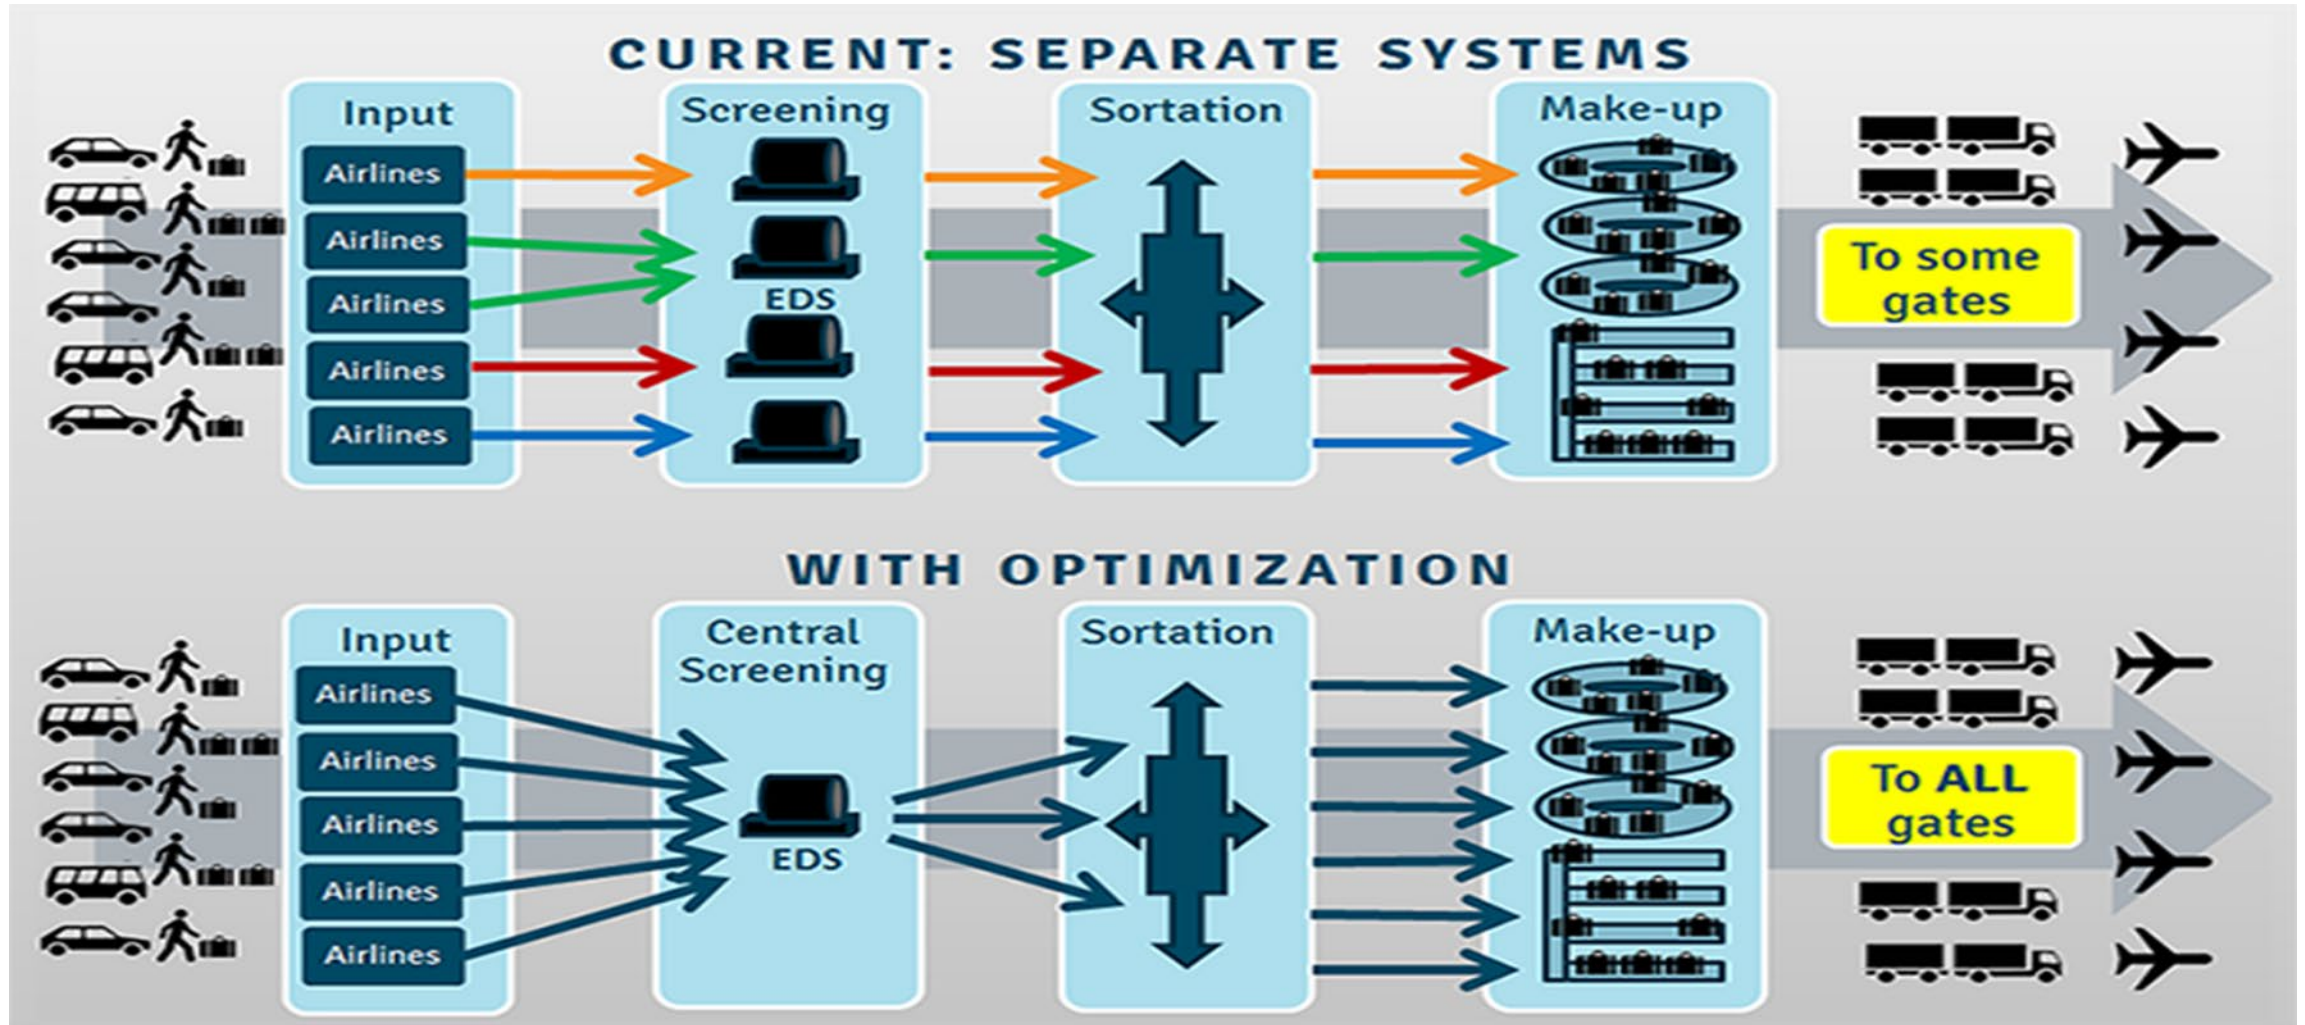 CURRENT: SEPARATE SYSTEMS
Input
Airlines
Airlines
Airlines
Airlines
Airlines
Screening
EDS
Sortation
Make-up
To some
gates
WITH OPTIMIZATION
Input
Airlines
Airlines
Airlines
Airlines
Airlines
Central
Screening
EDS
Sortation
Make-up
To ALL
gates